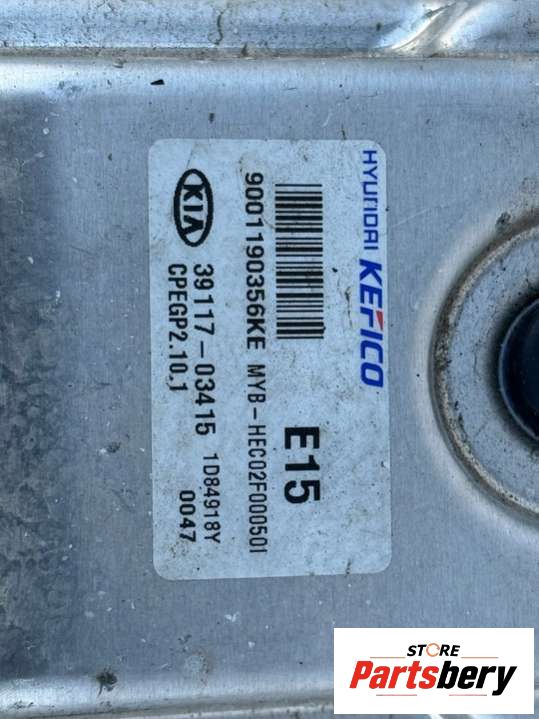 HYUNDAI KEFICO
E15
9001190356KE MYB-HEC02F000501
KIA
39117-03415 1D84918Y
CPEGP2.10,1 0047
STORE
Partsbery